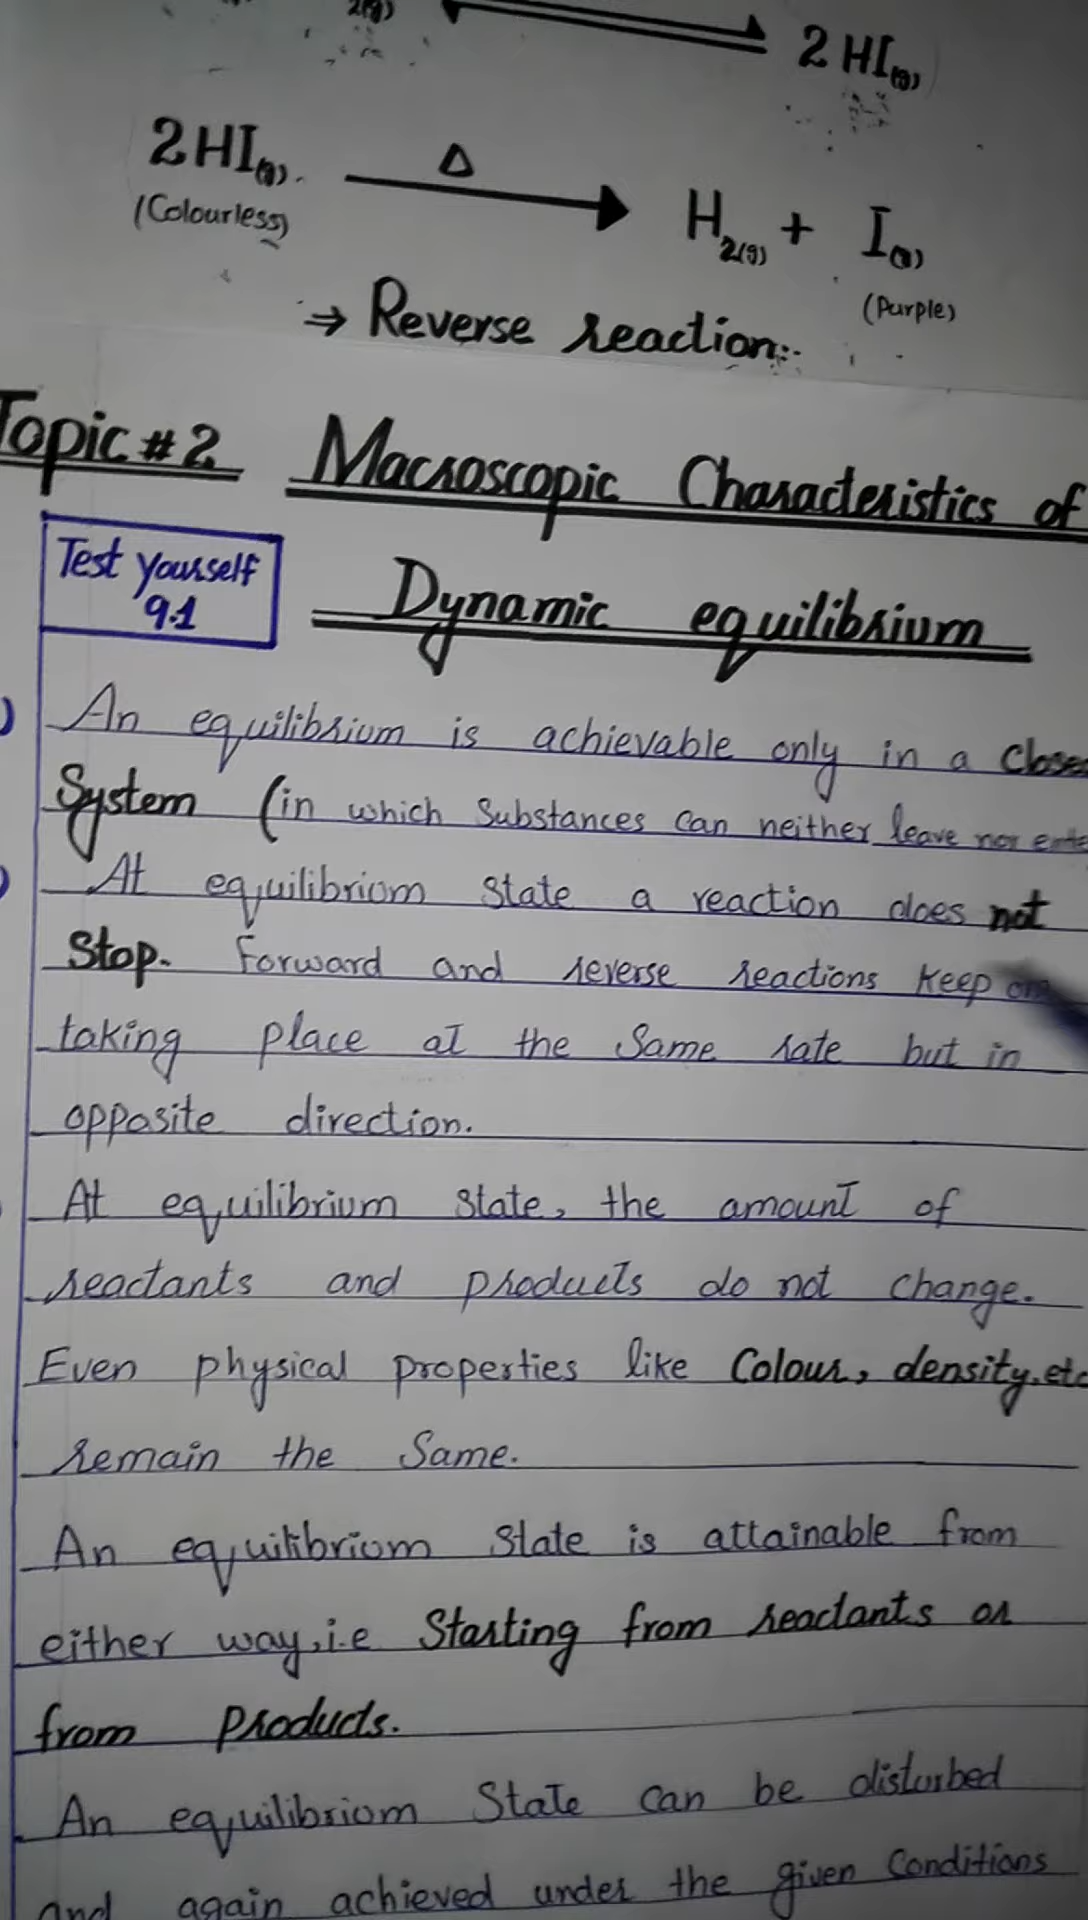 2(g) ⇌ 2HI(g)
2HI(g). Δ → H2(g) + I(g)
(Colourless) (Purple)
⇒ Reverse reaction:-
Topic #2 Macroscopic Characteristics of
Test yourself
9.1
Dynamic equilibrium
An equilibrium is achievable only in a Close
System (in which Substances can neither leave nor ente
At equilibrium State a reaction does not
Stop. Forward and reverse reactions keep on
taking place at the Same rate but in
opposite direction.
At equilibrium State, the amount of
reactants and products do not change.
Even physical properties like Colour, density, etc
remain the Same.
An equilibrium State is attainable from
either way, i.e Starting from reactants or
from products.
An equilibrium State can be disturbed
and again achieved under the given Conditions